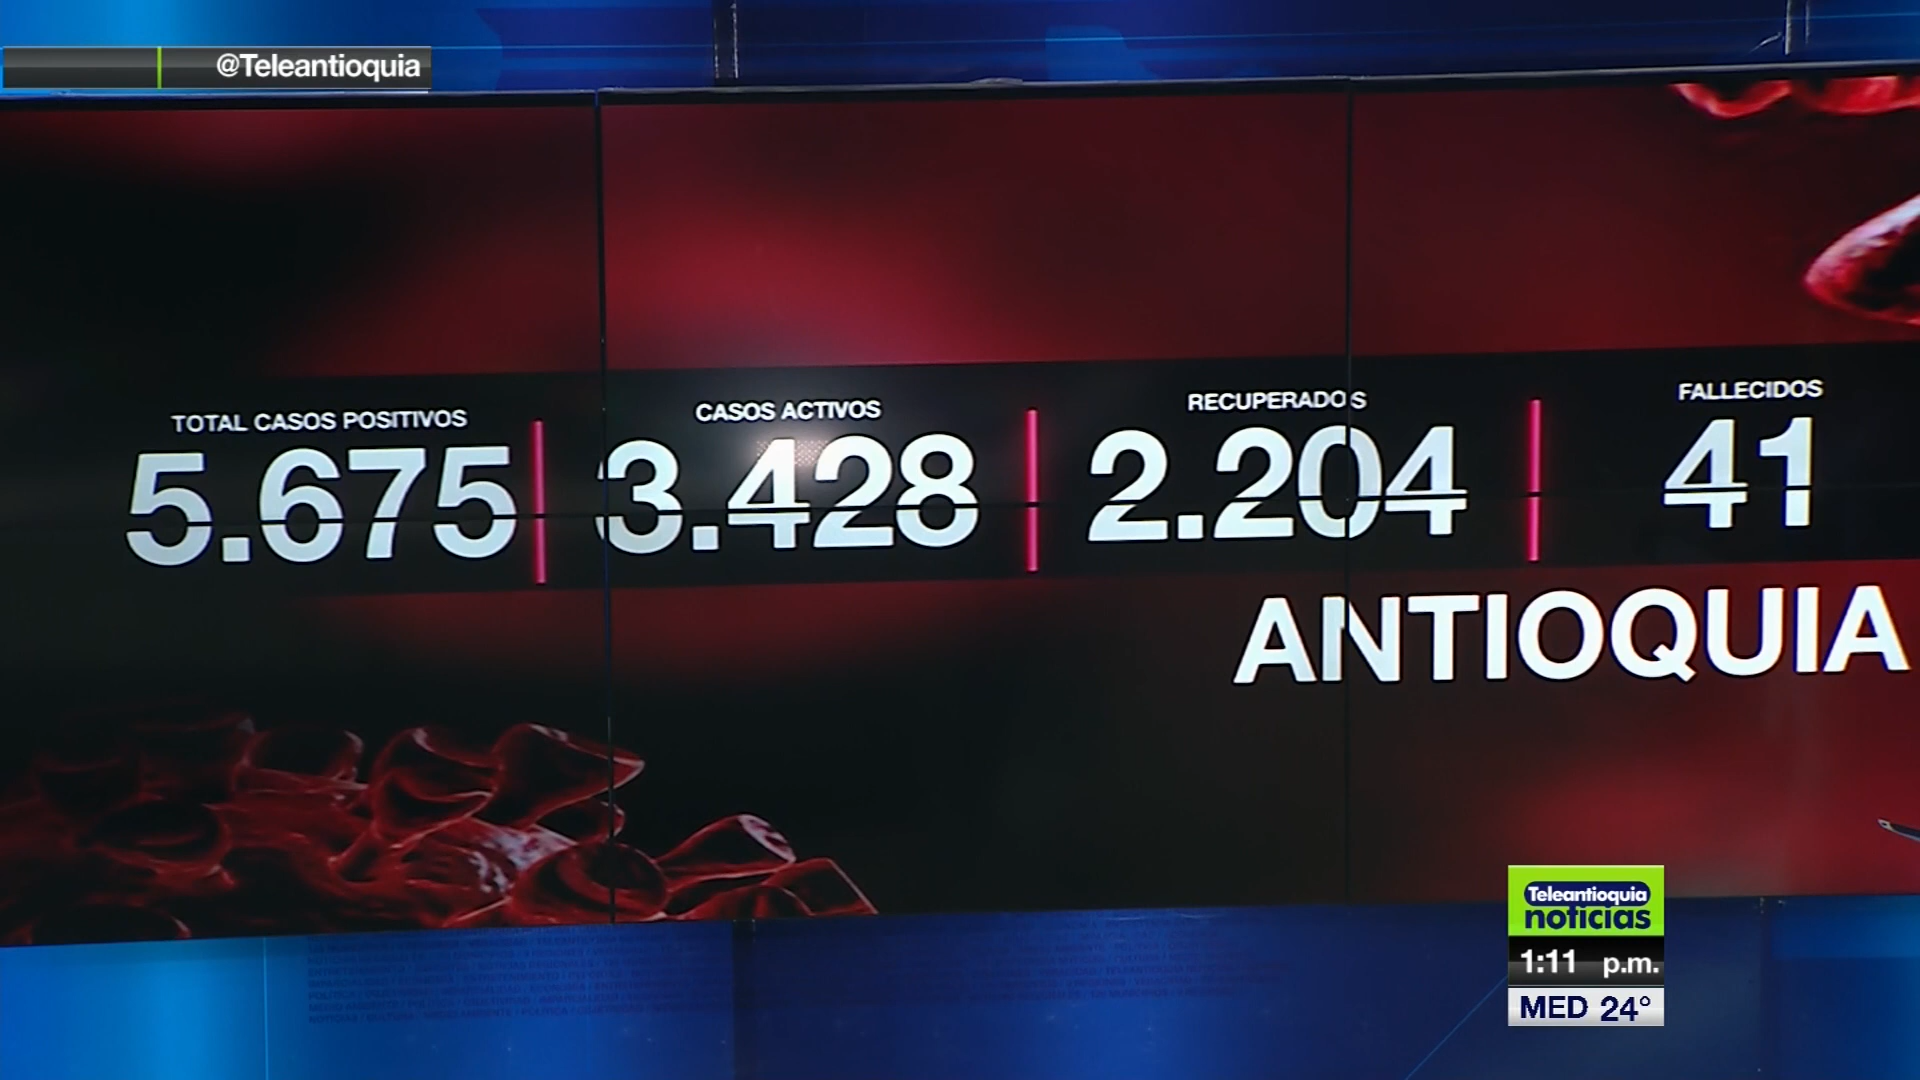 @Teleantioquia
TOTAL CASOS POSITIVOS
5.675
CASOS ACTIVOS
3.428
RECUPERADOS
2.204
FALLECIDOS
41
ANTIOQUIA
Teleantioquia
noticias
1:11 p.m.
MED 24°